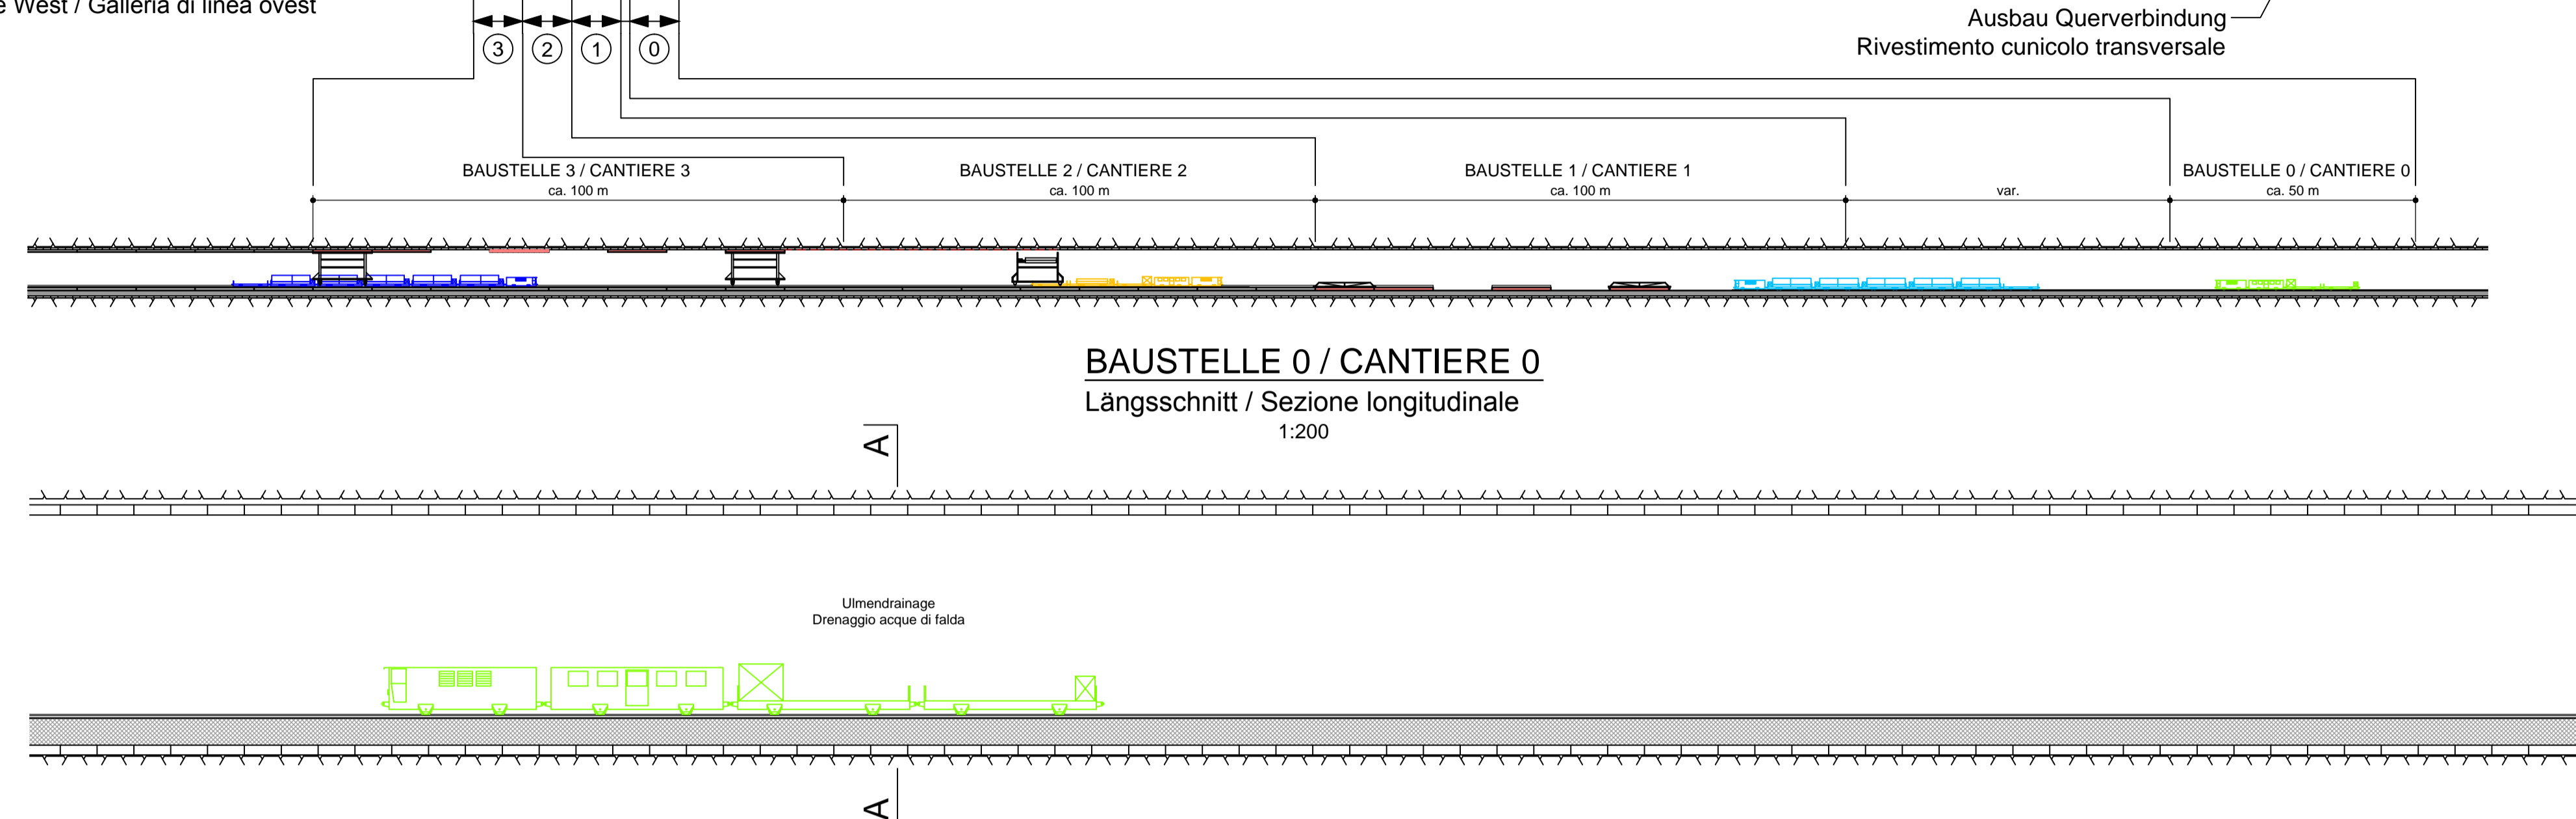 e West / Galleria di linea ovest
Ausbau Querverbindung
Rivestimento cunicolo transversale
3 2 1 0
BAUSTELLE 3 / CANTIERE 3
ca. 100 m
BAUSTELLE 2 / CANTIERE 2
ca. 100 m
BAUSTELLE 1 / CANTIERE 1
ca. 100 m
var.
BAUSTELLE 0 / CANTIERE 0
ca. 50 m
BAUSTELLE 0 / CANTIERE 0
Längsschnitt / Sezione longitudinale
1:200
A
Ulmendrainage
Drenaggio acque di falda
A